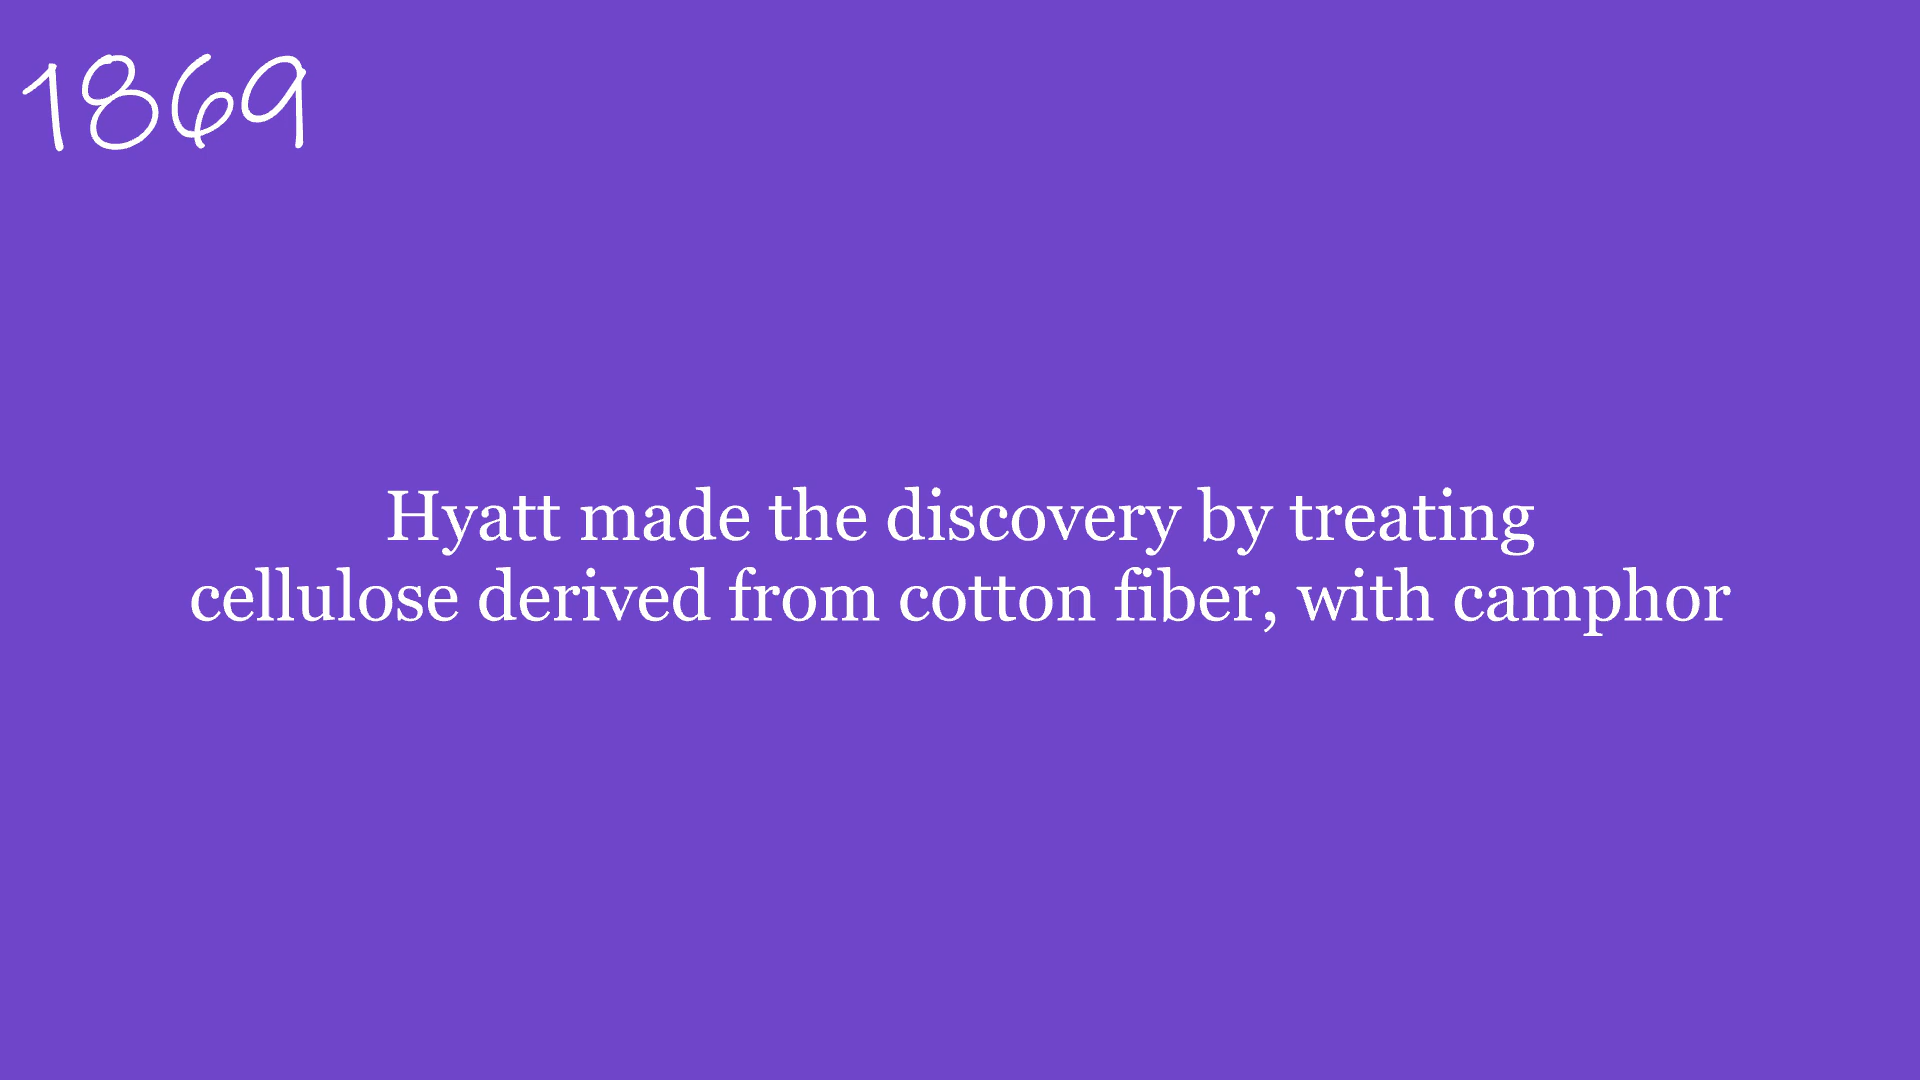 1869
Hyatt made the discovery by treating
cellulose derived from cotton fiber, with camphor